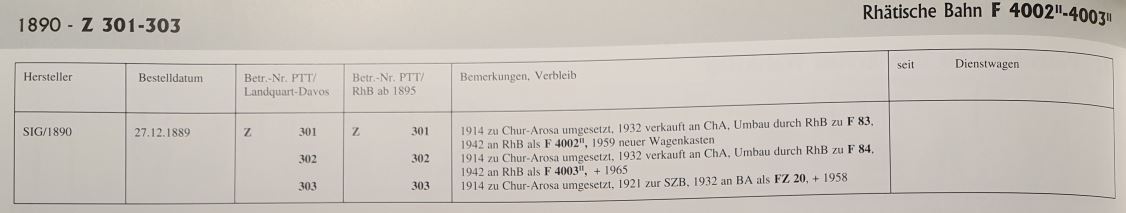 1890 - Z 301-303
Rhätische Bahn F 4002II-4003II
Hersteller Bestelldatum Betr.-Nr. PTT/ Betr.-Nr. PTT/ Bemerkungen, Verbleib seit Dienstwagen
Landquart-Davos RhB ab 1895
SIG/1890 27.12.1889 Z 301 Z 301 1914 zu Chur-Arosa umgesetzt, 1932 verkauft an ChA, Umbau durch RhB zu F 83,
1942 an RhB als F 4002II, 1959 neuer Wagenkasten
302 302 1914 zu Chur-Arosa umgesetzt, 1932 verkauft an ChA, Umbau durch RhB zu F 84,
1942 an RhB als F 4003II, + 1965
303 303 1914 zu Chur-Arosa umgesetzt, 1921 zur SZB, 1932 an BA als FZ 20, + 1958